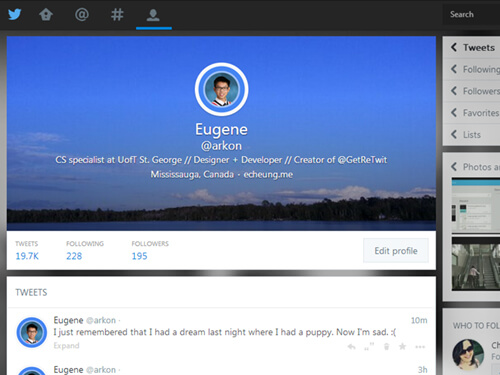 Search
Eugene
@arkon
CS specialist at UofT St. George // Designer + Developer // Creator of @GetReTwit
Mississauga, Canada · echeung.me
TWEETS FOLLOWING FOLLOWERS
19.7K 228 195
Edit profile
TWEETS
Eugene @arkon · 10m
I just remembered that I had a dream last night where I had a puppy. Now I'm sad. :(
Expand
Eugene @arkon · 3h
Tweets
Following
Followers
Favorites
Lists
Photos a
WHO TO FOL
Ch